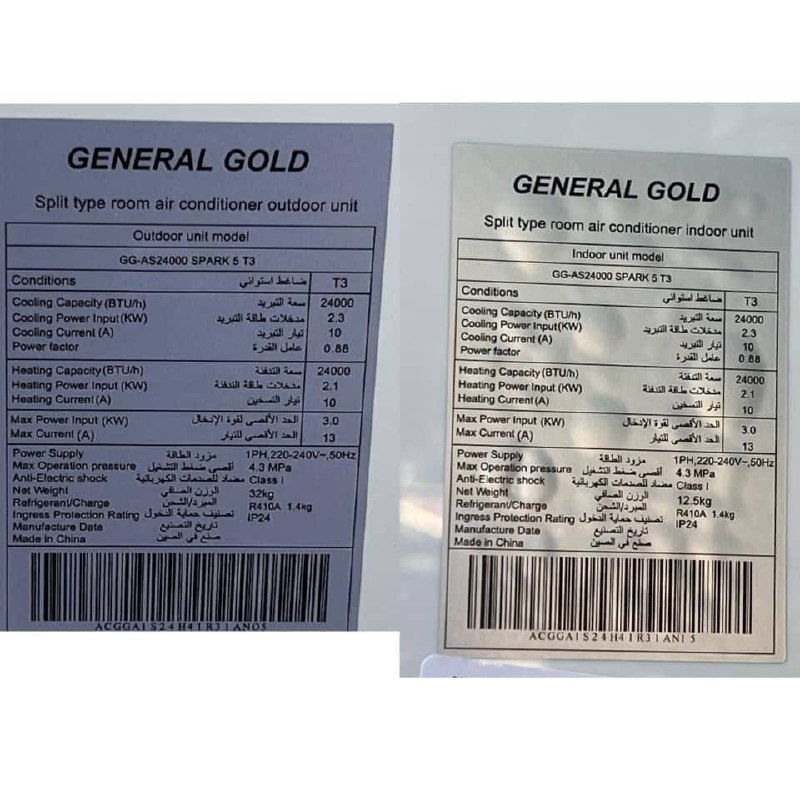 GENERAL GOLD
Split type room air conditioner outdoor unit
Outdoor unit model
GG-AS24000 SPARK 5 T3
Conditions ضاغط استوائي T3
Cooling Capacity (BTU/h) سعة التبريد 24000
Cooling Power Input (KW) مدخلات طاقة التبريد 2.3
Cooling Current (A) تيار التبريد 10
Power factor عامل القدرة 0.88
Heating Capacity (BTU/h) سعة التدفئة 24000
Heating Power Input (KW) مدخلات طاقة التدفئة 2.1
Heating Current (A) تيار التسخين 10
Max Power Input (KW) الحد الأقصى لقوة الإدخال 3.0
Max Current (A) الحد الأقصى للتيار 13
Power Supply مزود الطاقة 1PH,220-240V~,50Hz
Max Operation pressure أقصى ضغط التشغيل 4.3 MPa
Anti-Electric shock مضاد للصدمات الكهربائية Class I
Net Weight الوزن الصافي 32kg
Refrigerant/Charge المبرد/الشحن R410A 1.4kg
Ingress Protection Rating تصنيف حماية الدخول IP24
Manufacture Date تاريخ التصنيع
Made in China صنع في الصين
ACGGAIS24H4IR3IANO5
GENERAL GOLD
Split type room air conditioner indoor unit
Indoor unit model
GG-AS24000 SPARK 5 T3
Conditions ضاغط استوائي T3
Cooling Capacity (BTU/h) سعة التبريد 24000
Cooling Power Input (KW) مدخلات طاقة التبريد 2.3
Cooling Current (A) تيار التبريد 10
Power factor عامل القدرة 0.88
Heating Capacity (BTU/h) سعة التدفئة 24000
Heating Power Input (KW) مدخلات طاقة التدفئة 2.1
Heating Current (A) تيار التسخين 10
Max Power Input (KW) الحد الأقصى لقوة الإدخال 3.0
Max Current (A) الحد الأقصى للتيار 13
Power Supply مزود الطاقة 1PH,220-240V~,50Hz
Max Operation pressure أقصى ضغط التشغيل 4.3 MPa
Anti-Electric shock مضاد للصدمات الكهربائية Class I
Net Weight الوزن الصافي 12.5kg
Refrigerant/Charge المبرد/الشحن R410A 1.4kg
Ingress Protection Rating تصنيف حماية الدخول IP24
Manufacture Date تاريخ التصنيع
Made in China صنع في الصين
ACGGAIS24H4IR3IANI5